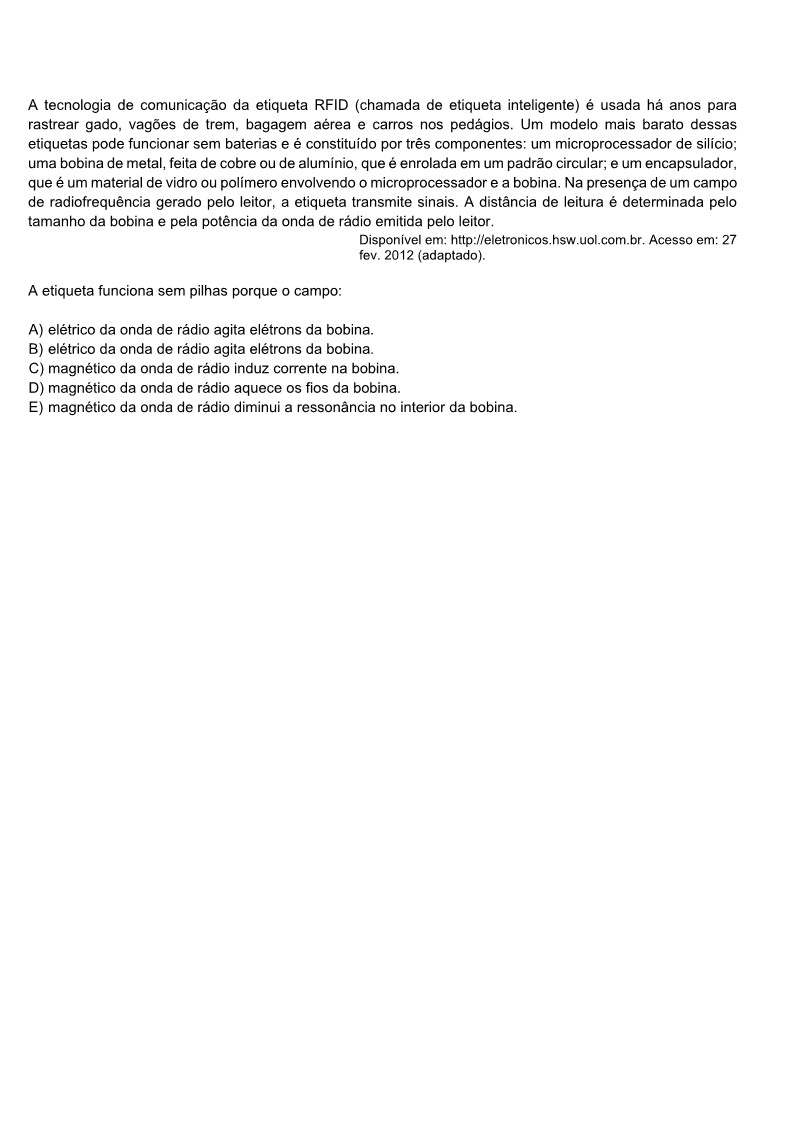 A tecnologia de comunicação da etiqueta RFID (chamada de etiqueta inteligente) é usada há anos para
rastrear gado, vagões de trem, bagagem aérea e carros nos pedágios. Um modelo mais barato dessas
etiquetas pode funcionar sem baterias e é constituído por três componentes: um microprocessador de silício;
uma bobina de metal, feita de cobre ou de alumínio, que é enrolada em um padrão circular; e um encapsulador,
que é um material de vidro ou polímero envolvendo o microprocessador e a bobina. Na presença de um campo
de radiofrequência gerado pelo leitor, a etiqueta transmite sinais. A distância de leitura é determinada pelo
tamanho da bobina e pela potência da onda de rádio emitida pelo leitor.
Disponível em: http://eletronicos.hsw.uol.com.br. Acesso em: 27
fev. 2012 (adaptado).
A etiqueta funciona sem pilhas porque o campo:
A) elétrico da onda de rádio agita elétrons da bobina.
B) elétrico da onda de rádio agita elétrons da bobina.
C) magnético da onda de rádio induz corrente na bobina.
D) magnético da onda de rádio aquece os fios da bobina.
E) magnético da onda de rádio diminui a ressonância no interior da bobina.